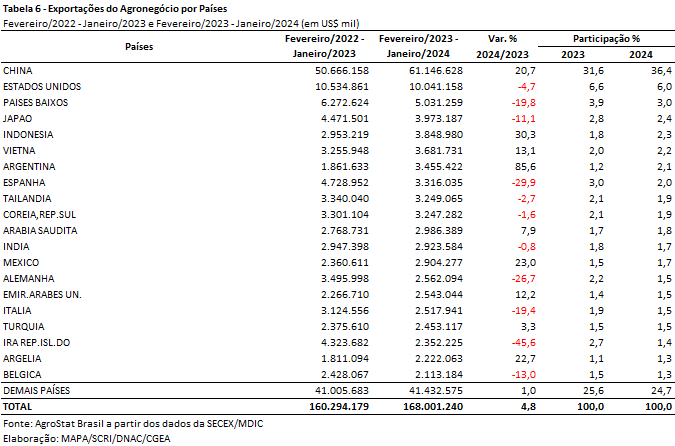 Tabela 6 - Exportações do Agronegócio por Países
Fevereiro/2022 - Janeiro/2023 e Fevereiro/2023 - Janeiro/2024 (em US$ mil)
Países Fevereiro/2022 - Janeiro/2023 Fevereiro/2023 - Janeiro/2024 Var. % 2024/2023 Participação % 2023 2024
CHINA 50.666.158 61.146.628 20,7 31,6 36,4
ESTADOS UNIDOS 10.534.861 10.041.158 -4,7 6,6 6,0
PAISES BAIXOS 6.272.624 5.031.259 -19,8 3,9 3,0
JAPAO 4.471.501 3.973.187 -11,1 2,8 2,4
INDONESIA 2.953.219 3.848.980 30,3 1,8 2,3
VIETNA 3.255.948 3.681.731 13,1 2,0 2,2
ARGENTINA 1.861.633 3.455.422 85,6 1,2 2,1
ESPANHA 4.728.952 3.316.035 -29,9 3,0 2,0
TAILANDIA 3.340.040 3.249.065 -2,7 2,1 1,9
COREIA,REP.SUL 3.301.104 3.247.282 -1,6 2,1 1,9
ARABIA SAUDITA 2.768.731 2.986.389 7,9 1,7 1,8
INDIA 2.947.398 2.923.584 -0,8 1,8 1,7
MEXICO 2.360.611 2.904.277 23,0 1,5 1,7
ALEMANHA 3.495.998 2.562.094 -26,7 2,2 1,5
EMIR.ARABES UN. 2.266.710 2.543.044 12,2 1,4 1,5
ITALIA 3.124.556 2.517.941 -19,4 1,9 1,5
TURQUIA 2.375.610 2.453.117 3,3 1,5 1,5
IRA REP.ISL.DO 4.323.682 2.352.225 -45,6 2,7 1,4
ARGELIA 1.811.094 2.222.063 22,7 1,1 1,3
BELGICA 2.428.067 2.113.184 -13,0 1,5 1,3
DEMAIS PAÍSES 41.005.683 41.432.575 1,0 25,6 24,7
TOTAL 160.294.179 168.001.240 4,8 100,0 100,0
Fonte: AgroStat Brasil a partir dos dados da SECEX/MDIC
Elaboração: MAPA/SCRI/DNAC/CGEA